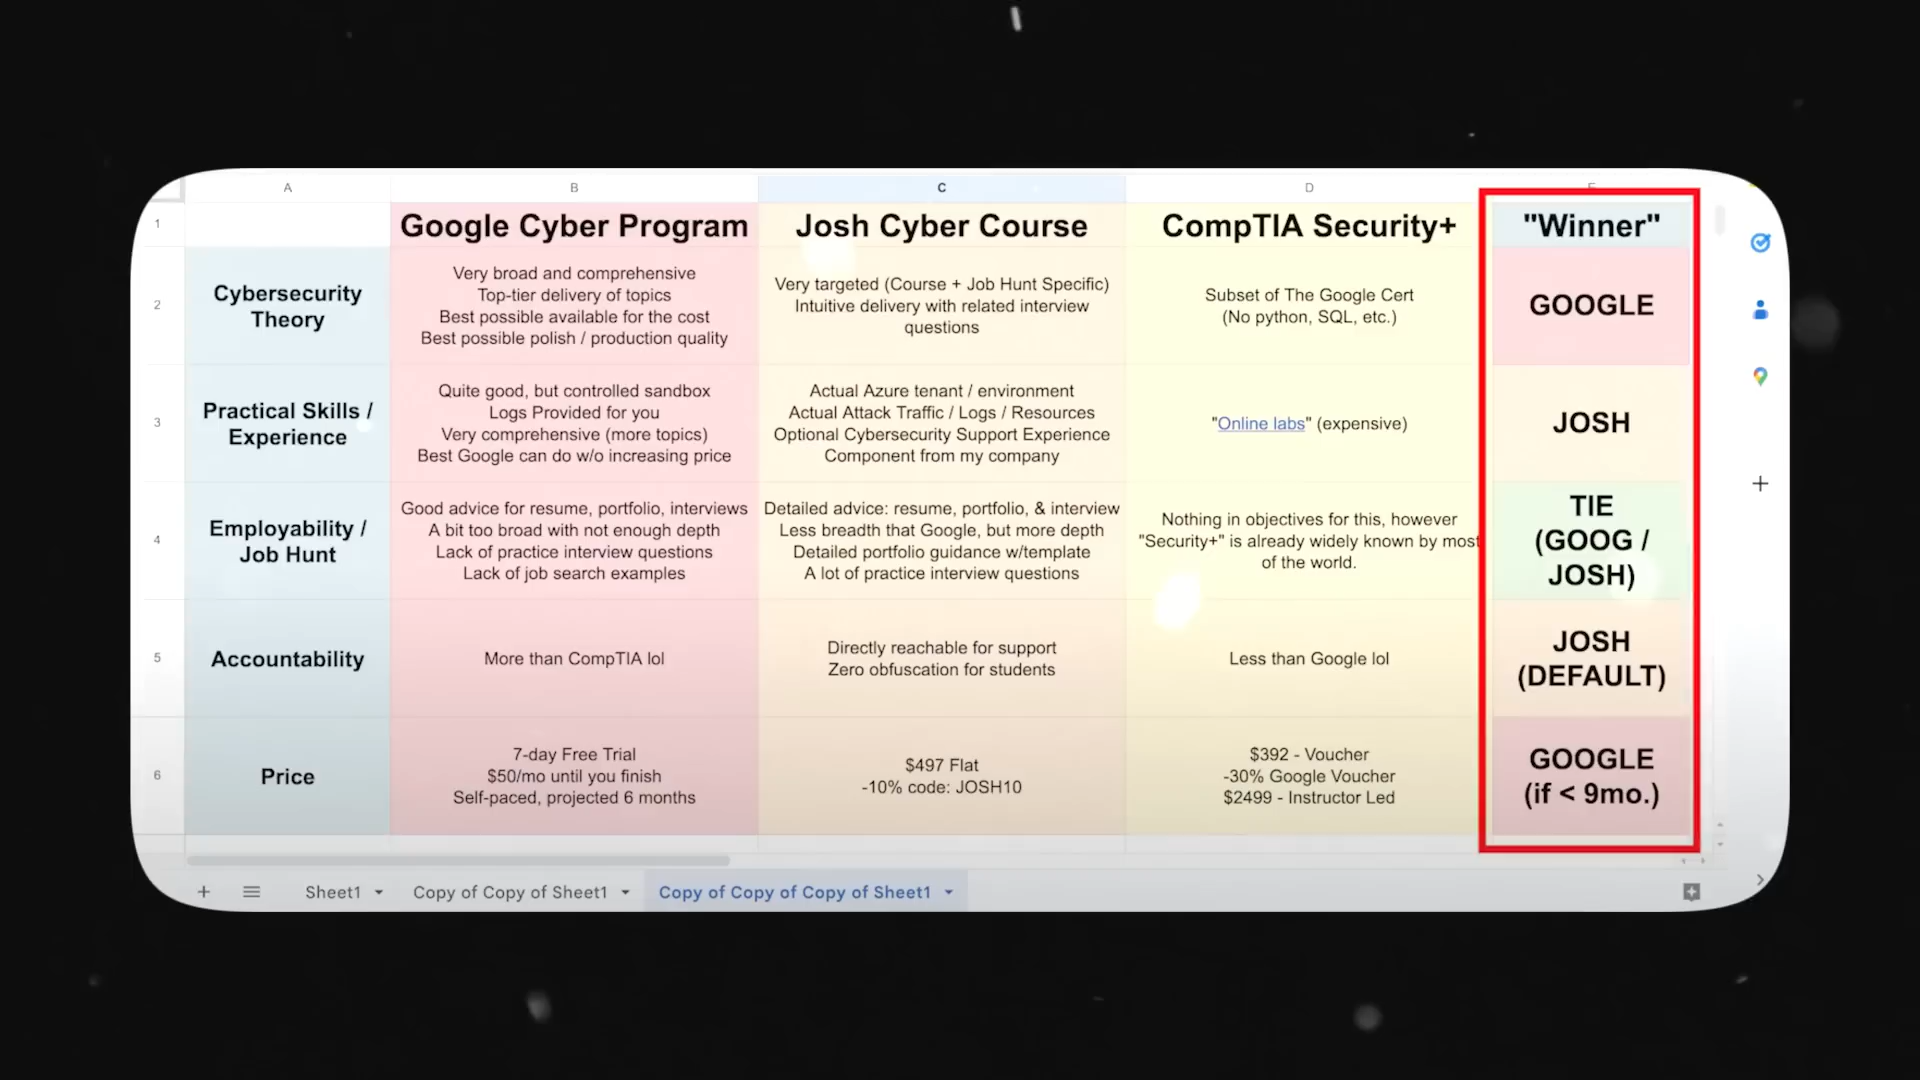 A B C D
1 Google Cyber Program Josh Cyber Course CompTIA Security+ "Winner"
2
Cybersecurity
Theory
Very broad and comprehensive
Top-tier delivery of topics
Best possible available for the cost
Best possible polish / production quality
Very targeted (Course + Job Hunt Specific)
Intuitive delivery with related interview
questions
Subset of The Google Cert
(No python, SQL, etc.)
GOOGLE
3
Practical Skills /
Experience
Quite good, but controlled sandbox
Logs Provided for you
Very comprehensive (more topics)
Best Google can do w/o increasing price
Actual Azure tenant / environment
Actual Attack Traffic / Logs / Resources
Optional Cybersecurity Support Experience
Component from my company
"Online labs" (expensive)
JOSH
4
Employability /
Job Hunt
Good advice for resume, portfolio, interviews
A bit too broad with not enough depth
Lack of practice interview questions
Lack of job search examples
Detailed advice: resume, portfolio, & interview
Less breadth that Google, but more depth
Detailed portfolio guidance w/template
A lot of practice interview questions
Nothing in objectives for this, however
"Security+" is already widely known by most
of the world.
TIE
(GOOG /
JOSH)
5
Accountability
More than CompTIA lol
Directly reachable for support
Zero obfuscation for students
Less than Google lol
JOSH
(DEFAULT)
6
Price
7-day Free Trial
$50/mo until you finish
Self-paced, projected 6 months
$497 Flat
-10% code: JOSH10
$392 - Voucher
-30% Google Voucher
$2499 - Instructor Led
GOOGLE
(if < 9mo.)
Sheet1 Copy of Copy of Sheet1 Copy of Copy of Copy of Sheet1